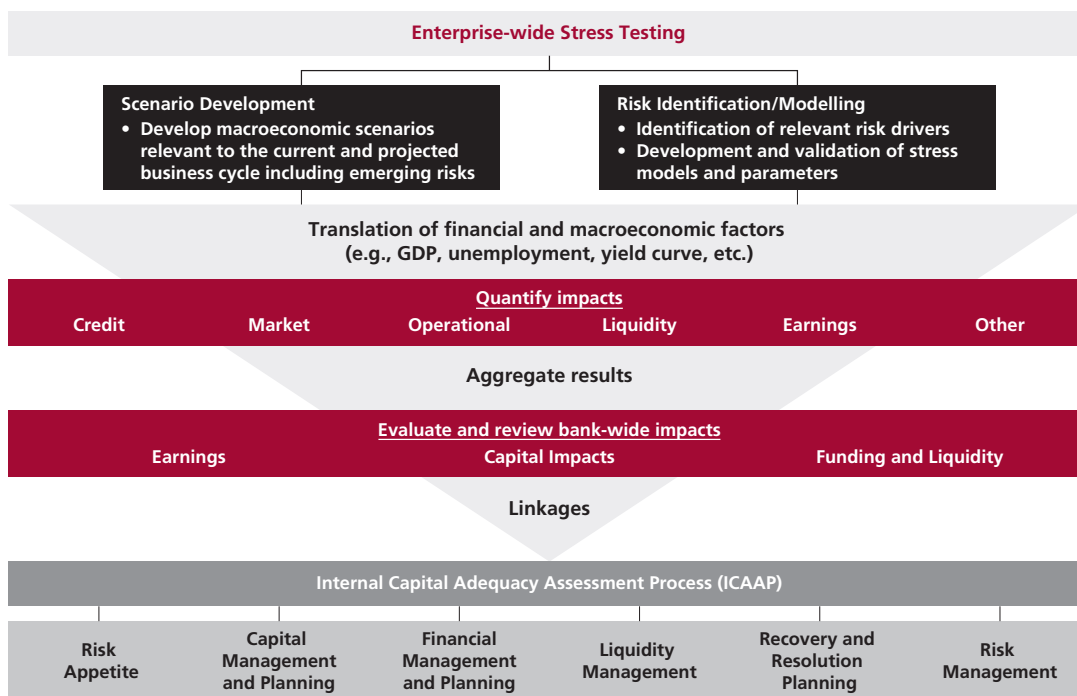 Enterprise-wide Stress Testing
Scenario Development
• Develop macroeconomic scenarios
relevant to the current and projected
business cycle including emerging risks
Risk Identification/Modelling
• Identification of relevant risk drivers
• Development and validation of stress
models and parameters
Translation of financial and macroeconomic factors
(e.g., GDP, unemployment, yield curve, etc.)
Quantify impacts
Credit Market Operational Liquidity Earnings Other
Aggregate results
Evaluate and review bank-wide impacts
Earnings Capital Impacts Funding and Liquidity
Linkages
Internal Capital Adequacy Assessment Process (ICAAP)
Risk
Appetite
Capital
Management
and Planning
Financial
Management
and Planning
Liquidity
Management
Recovery and
Resolution
Planning
Risk
Management